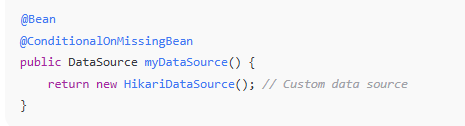 @Bean
@ConditionalOnMissingBean
public DataSource myDataSource() {
    return new HikariDataSource(); // Custom data source
}